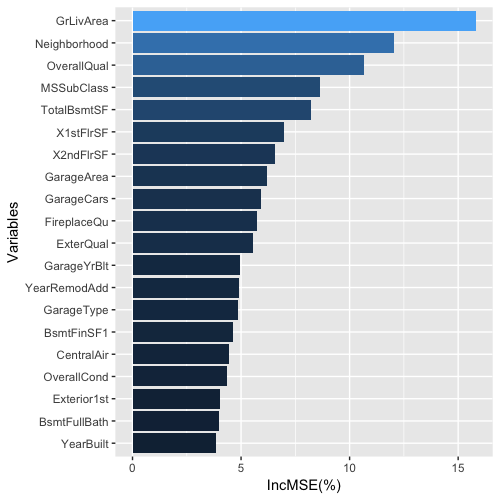 GrLivArea
Neighborhood
OverallQual
MSSubClass
TotalBsmtSF
X1stFlrSF
X2ndFlrSF
GarageArea
GarageCars
FireplaceQu
ExterQual
GarageYrBlt
YearRemodAdd
GarageType
BsmtFinSF1
CentralAir
OverallCond
Exterior1st
BsmtFullBath
YearBuilt
Variables
0 5 10 15
IncMSE(%)